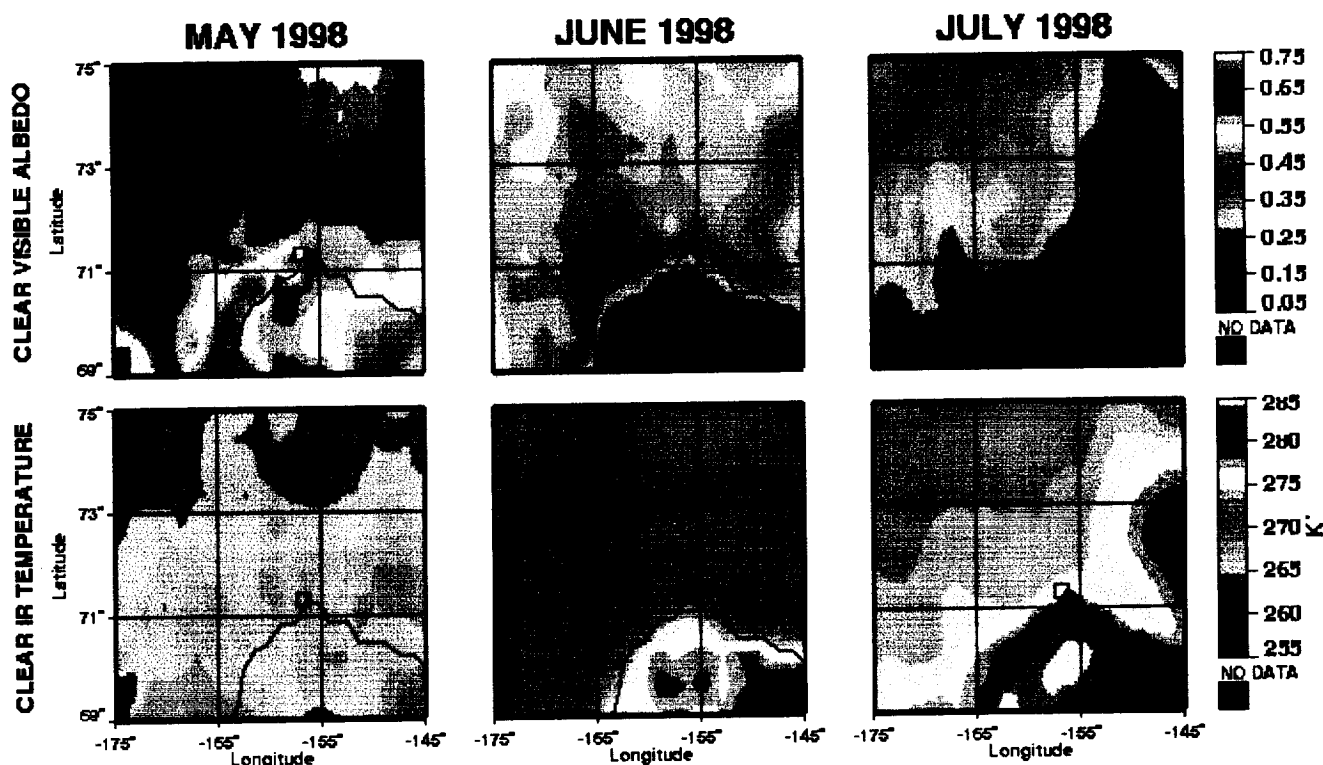 MAY 1998
JUNE 1998
JULY 1998
CLEAR VISIBLE ALBEDO
Latitude
75°
73°
71°
69°
0.75
0.65
0.55
0.45
0.35
0.25
0.15
0.05
NO DATA
CLEAR IR TEMPERATURE
Latitude
75°
73°
71°
69°
285
280
275
270
265
260
255
K°
NO DATA
-175° -155° -155° -145°
Longitude
-175° -155° -155° -145°
Longitude
-175° -155° -155° -145°
Longitude